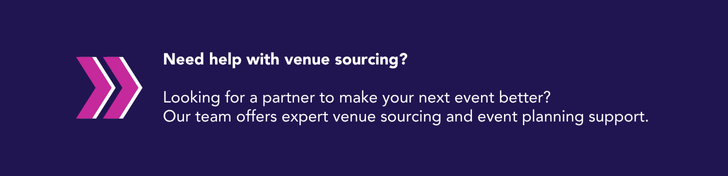 Need help with venue sourcing?
Looking for a partner to make your next event better?
Our team offers expert venue sourcing and event planning support.